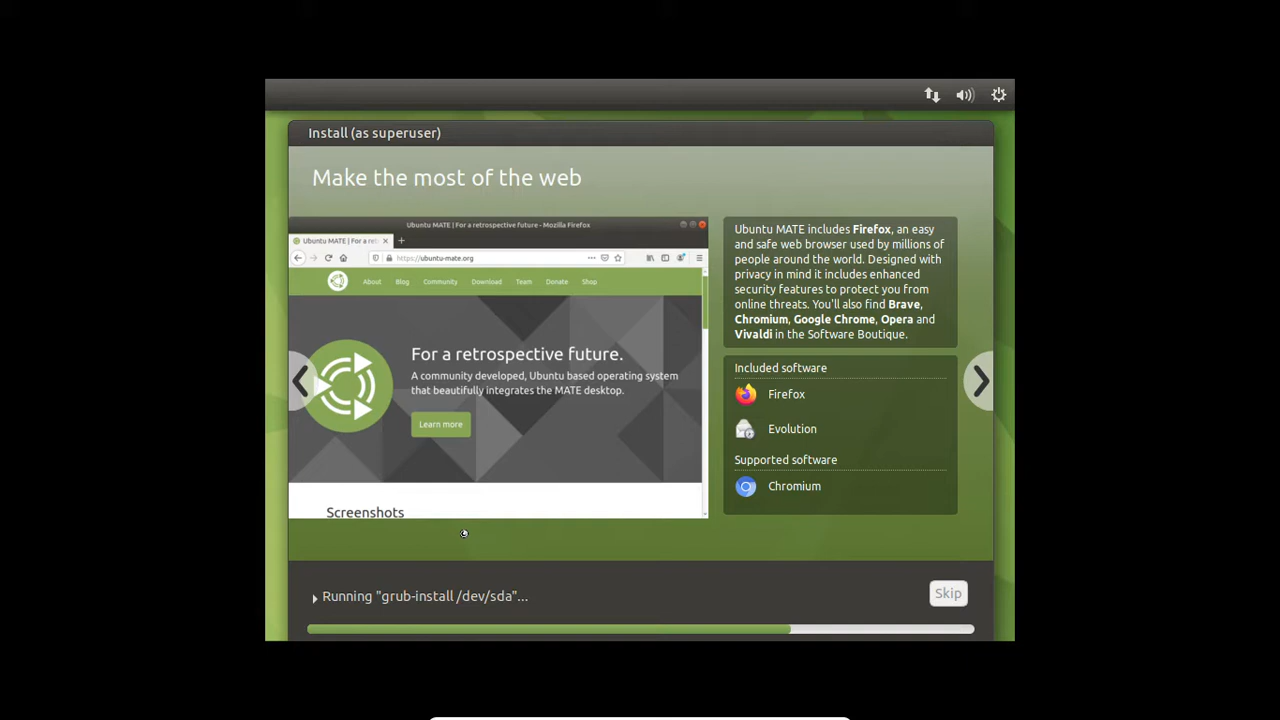 Install (as superuser)
Make the most of the web
Ubuntu MATE | For a retrospective future - Mozilla Firefox
Ubuntu MATE | For a retr
https://ubuntu-mate.org
About Blog Community Download Team Donate Shop
For a retrospective future.
A community developed, Ubuntu based operating system
that beautifully integrates the MATE desktop.
Learn more
Screenshots
Ubuntu MATE includes Firefox, an easy
and safe web browser used by millions of
people around the world. Designed with
privacy in mind it includes enhanced
security features to protect you from
online threats. You'll also find Brave,
Chromium, Google Chrome, Opera and
Vivaldi in the Software Boutique.
Included software
Firefox
Evolution
Supported software
Chromium
Running "grub-install /dev/sda"...
Skip